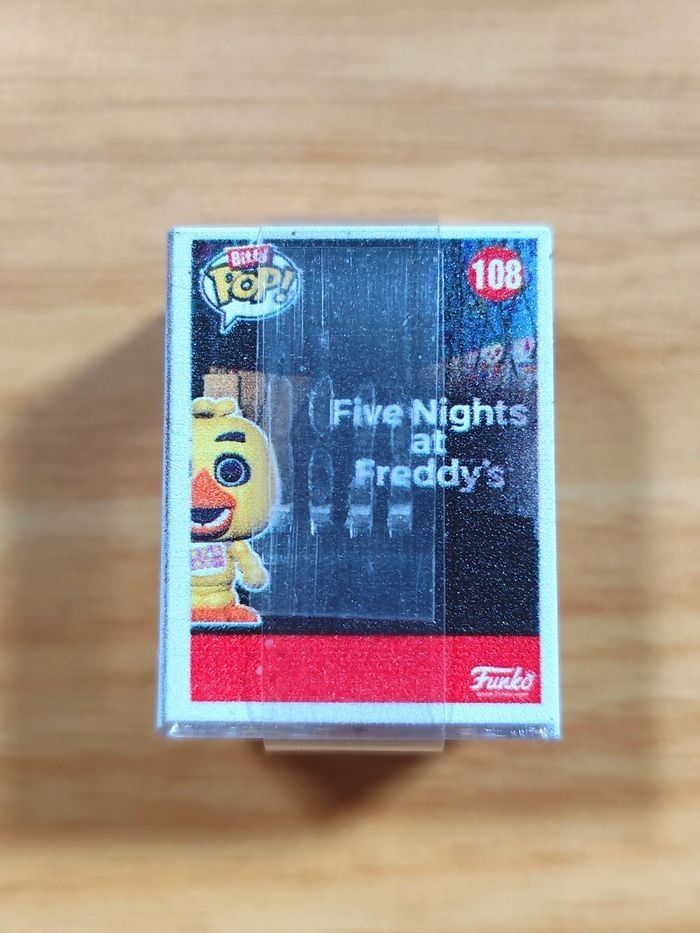 Bitty
POP!
108
Five Nights
at
Freddy's
Funko